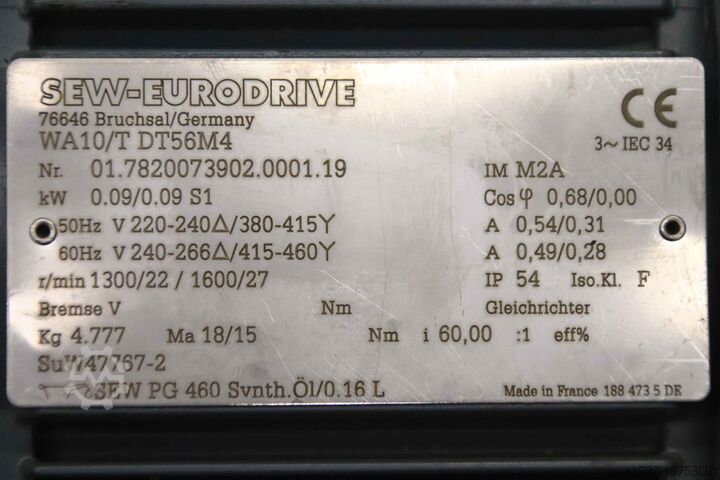 SEW-EURODRIVE
76646 Bruchsal/Germany
CE
WA10/T DT56M4
3~ IEC 34
Nr. 01.7820073902.0001.19 IM M2A
kW 0.09/0.09 S1 Cos φ 0,68/0,00
50Hz V 220-240△/380-415Y A 0,54/0,31
60Hz V 240-266△/415-460Y A 0,49/0,28
r/min 1300/22 / 1600/27 IP 54 Iso.Kl. F
Bremse V Nm Gleichrichter
Kg 4.777 Ma 18/15 Nm i 60,00 :1 eff%
SuW47767-2
SEW PG 460 Synth.Öl/0.16 L
Made in France 188 473 5 DE